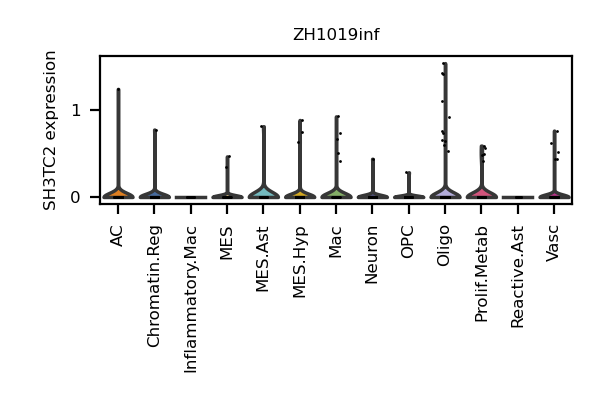 ZH1019inf
SH3TC2 expression
1
0
AC
Chromatin.Reg
Inflammatory.Mac
MES
MES.Ast
MES.Hyp
Mac
Neuron
OPC
Oligo
Prolif.Metab
Reactive.Ast
Vasc